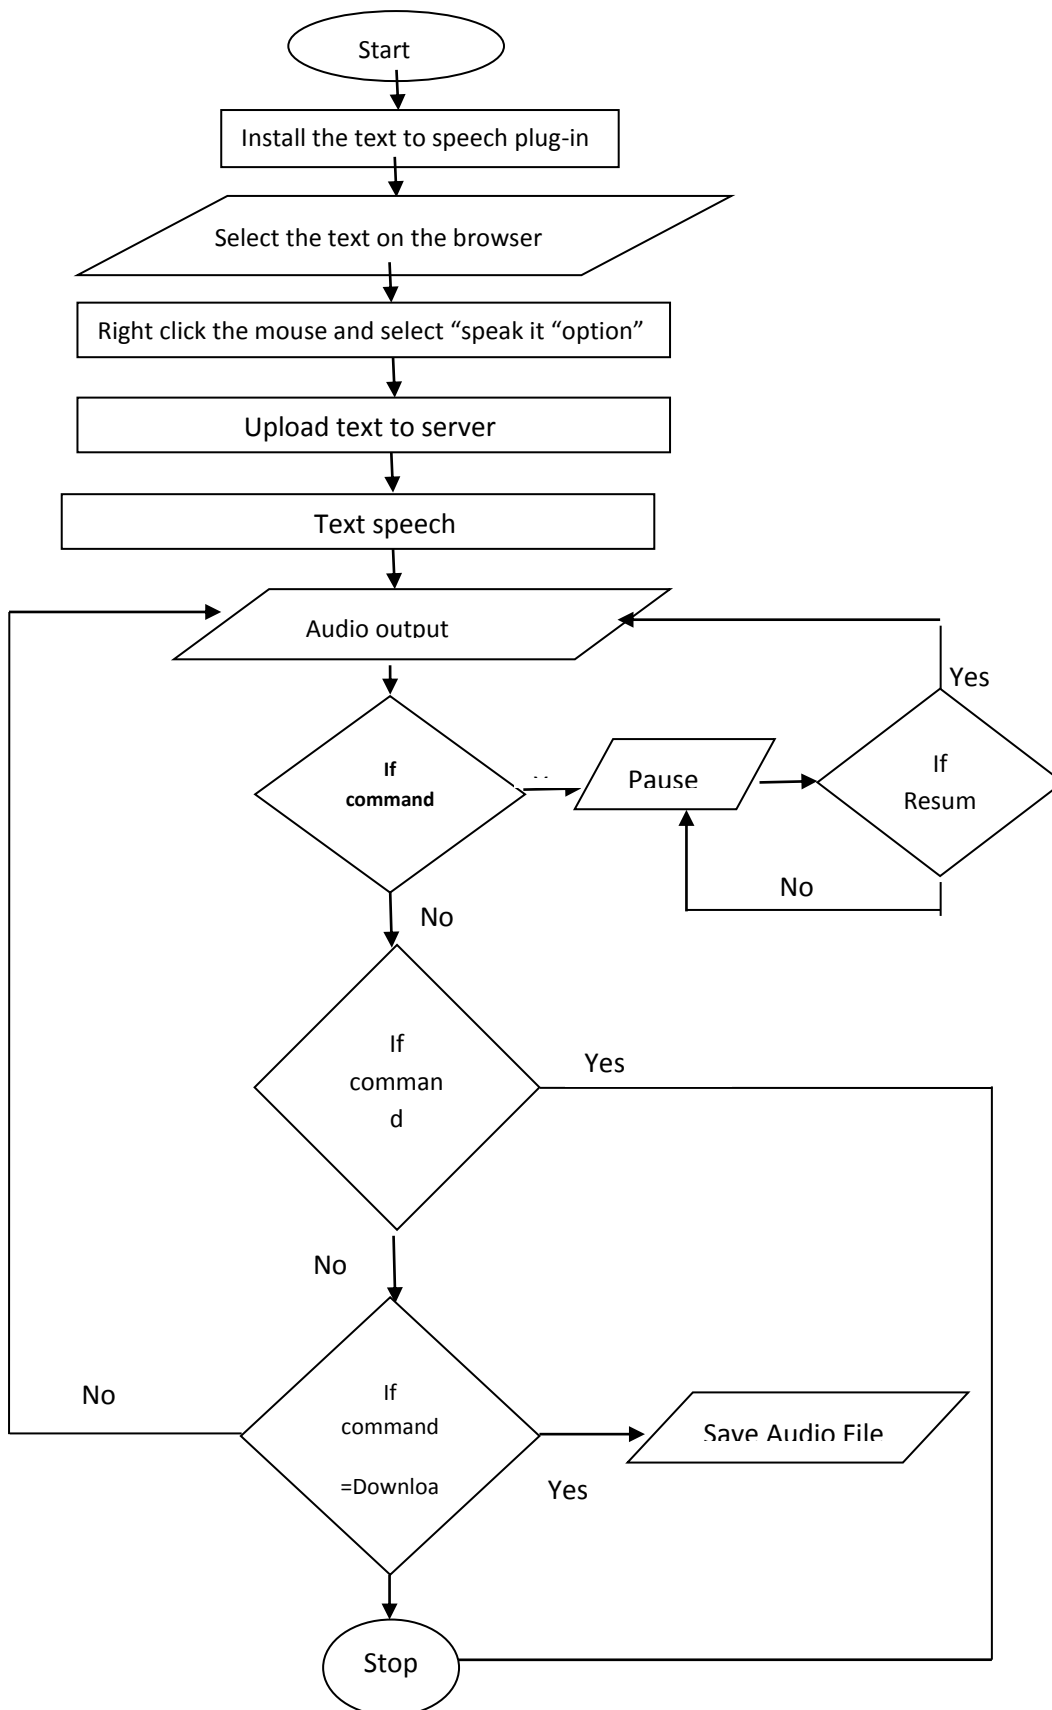 Start
Install the text to speech plug-in
Select the text on the browser
Right click the mouse and select “speak it “option”
Upload text to server
Text speech
Audio output
Yes
If
command
Pause
If
Resum
No
No
If
comman
d
Yes
No
No
If
command
=Downloa
Save Audio File
Yes
Stop